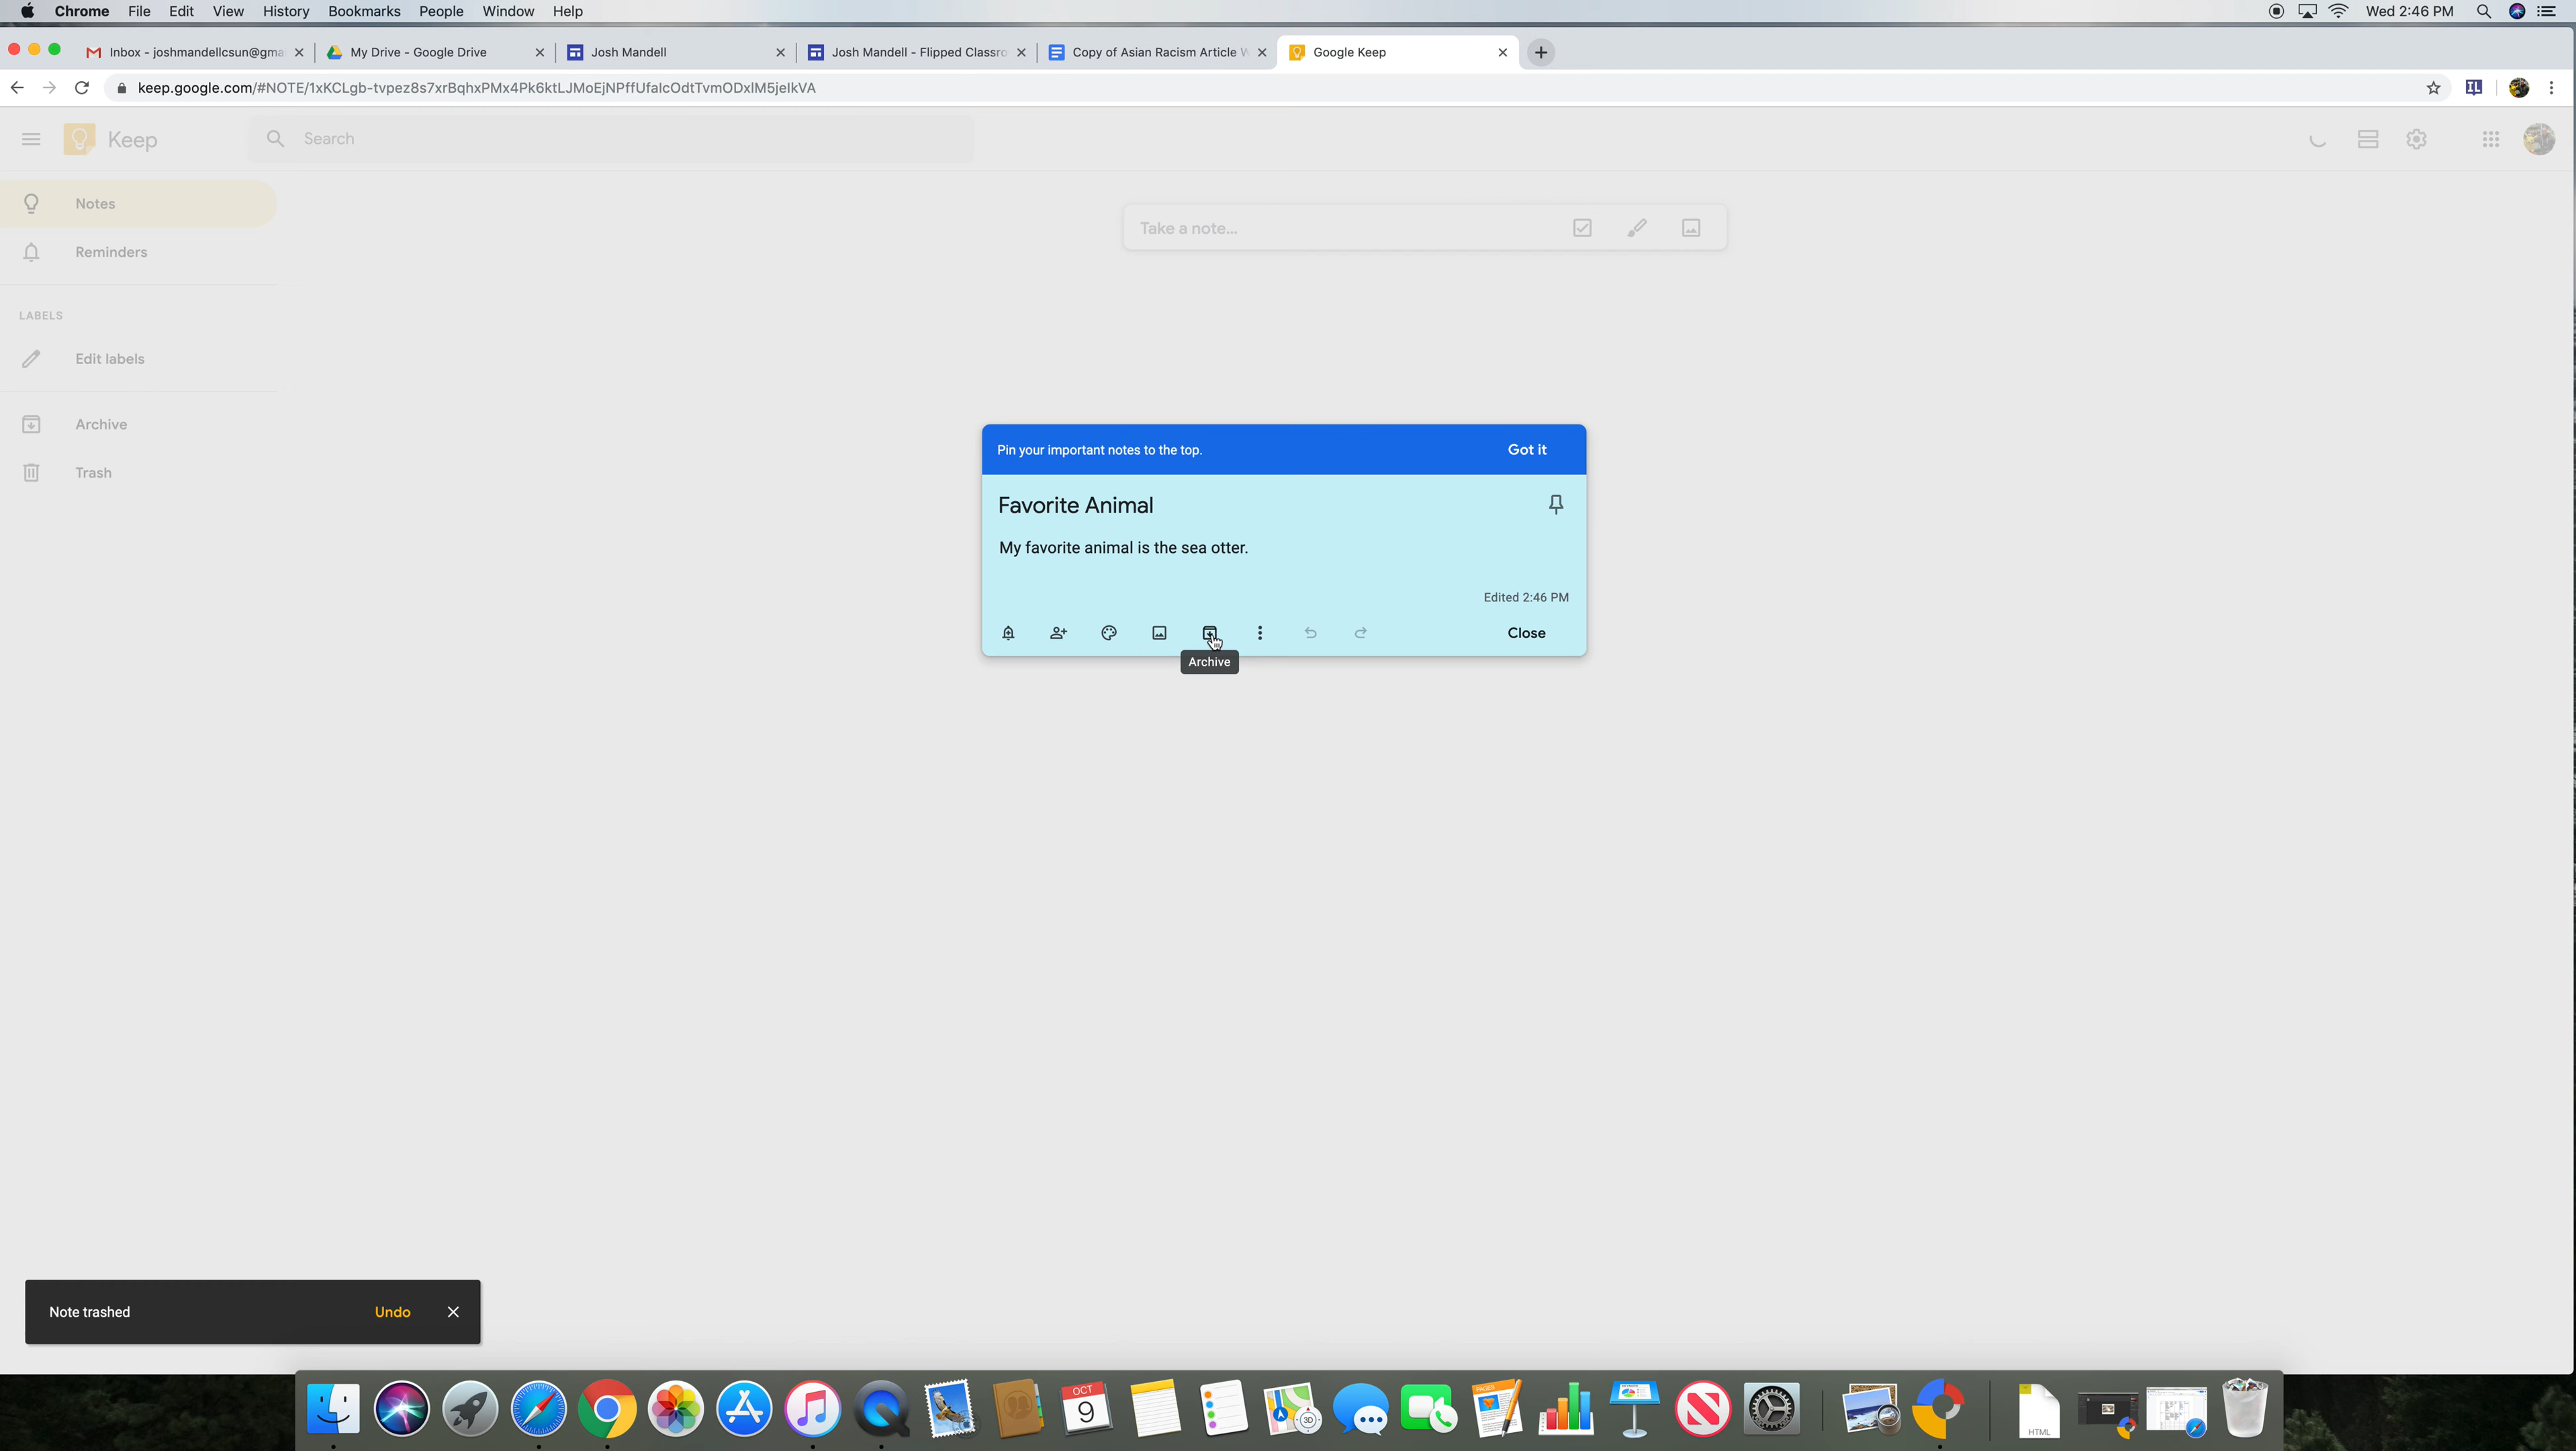 Chrome File Edit View History Bookmarks People Window Help Wed 2:46 PM
Inbox - joshmandellcsun@gma My Drive - Google Drive Josh Mandell Josh Mandell - Flipped Classro Copy of Asian Racism Article W Google Keep
keep.google.com/#NOTE/1xKCLgb-tvpez8s7xrBqhxPMx4Pk6ktLJMoEjNPffUfalcOdtTvmODxlM5jelkVA IL
Keep Search
Notes
Take a note...
Reminders
LABELS
Edit labels
Archive
Trash
Pin your important notes to the top. Got it
Favorite Animal
My favorite animal is the sea otter.
Edited 2:46 PM
Close
Archive
Note trashed Undo
OCT
9
3D
PAGES
HTML